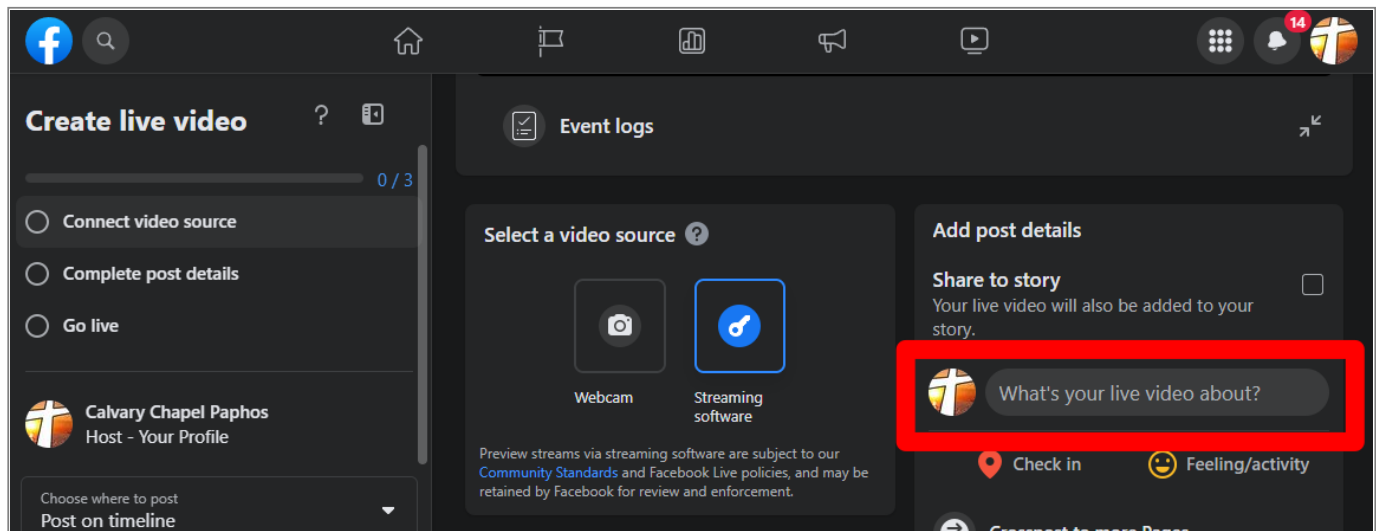 14
Create live video
0 / 3
Connect video source
Complete post details
Go live
Calvary Chapel Paphos
Host - Your Profile
Choose where to post
Post on timeline
Event logs
Select a video source ?
Webcam
Streaming
software
Preview streams via streaming software are subject to our
Community Standards and Facebook Live policies, and may be
retained by Facebook for review and enforcement.
Add post details
Share to story
Your live video will also be added to your
story.
What's your live video about?
Check in
Feeling/activity
Crosspost to more Pages